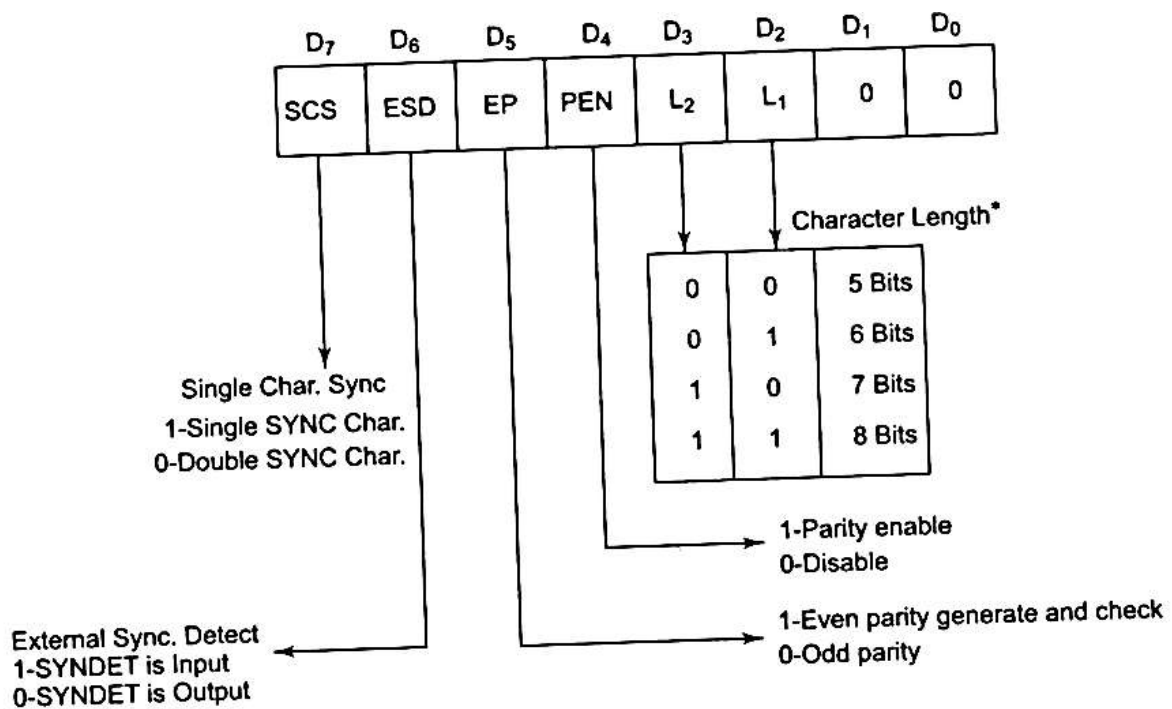 D7 D6 D5 D4 D3 D2 D1 D0
SCS ESD EP PEN L2 L1 0 0
Character Length*
0 0 5 Bits
0 1 6 Bits
1 0 7 Bits
1 1 8 Bits
Single Char. Sync
1-Single SYNC Char.
0-Double SYNC Char.
1-Parity enable
0-Disable
1-Even parity generate and check
0-Odd parity
External Sync. Detect
1-SYNDET is Input
0-SYNDET is Output